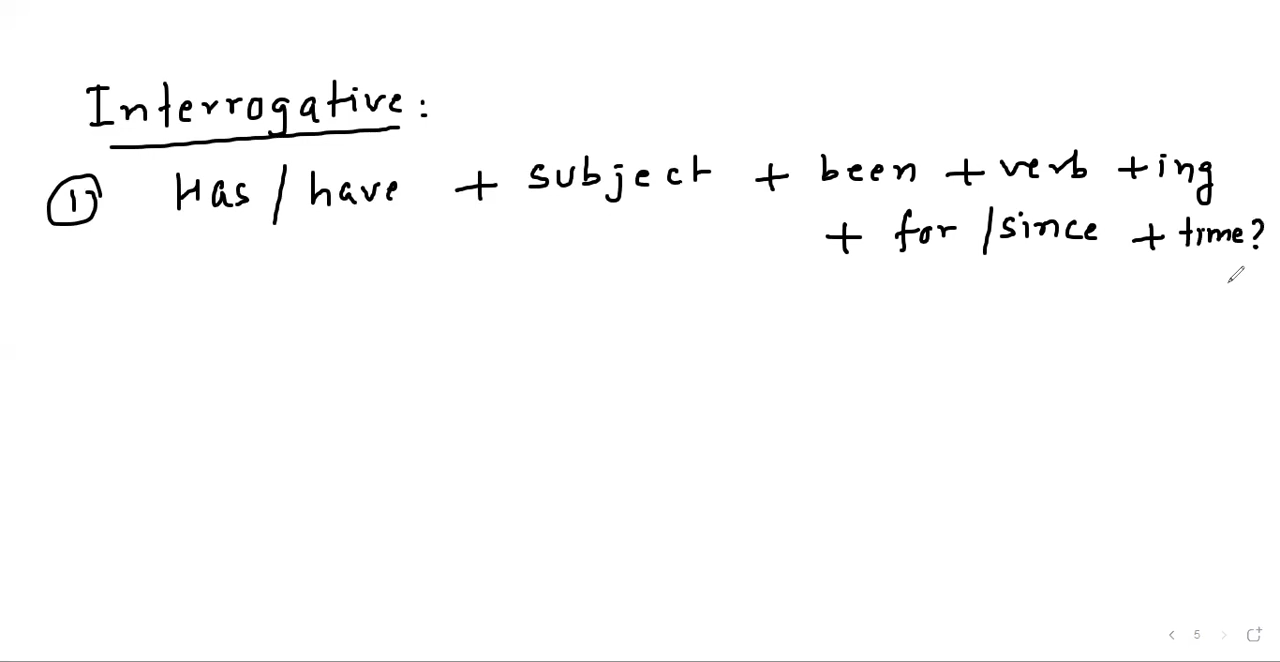 Interrogative :
1) Has / have + subject + been + verb + ing
+ for / since + time?
5